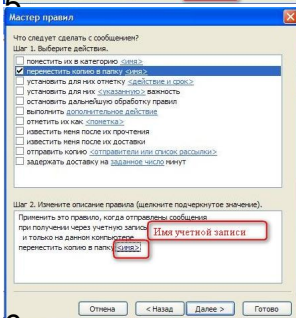 Мастер правил
Что следует сделать с сообщением?
Шаг 1. Выберите действия.
поместить их в категорию <имя>
переместить копию в папку <имя>
установить для них отметку <действие и срок>
установить для них <указанную> важность
остановить дальнейшую обработку правил
выполнить дополнительное действие
отметить их как <пометка>
известить меня после их прочтения
известить меня после их доставки
отправить копию <отправители или список рассылки>
задержать доставку на заданное число минут
Шаг 2. Измените описание правила (щелкните подчеркнутое значение).
Применить это правило, когда отправлены сообщения
при получении через учетную запись
Имя учетной записи
и только на данном компьютере
переместить копию в папку <имя>
Отмена < Назад Далее > Готово